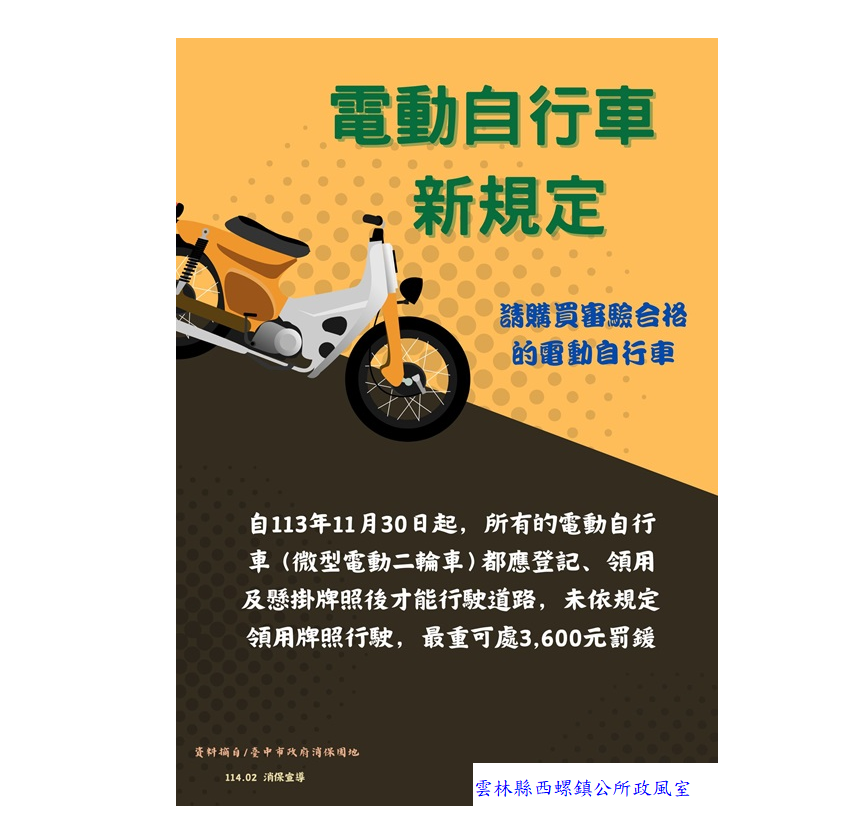 電動自行車
新規定
請購買審驗合格
的電動自行車
自113年11月30日起，所有的電動自行
車（微型電動二輪車）都應登記、領用
及懸掛牌照後才能行駛道路，未依規定
領用牌照行駛，最重可處3,600元罰鍰
資料摘自/臺中市政府消保園地
114.02 消保宣導
雲林縣西螺鎮公所政風室